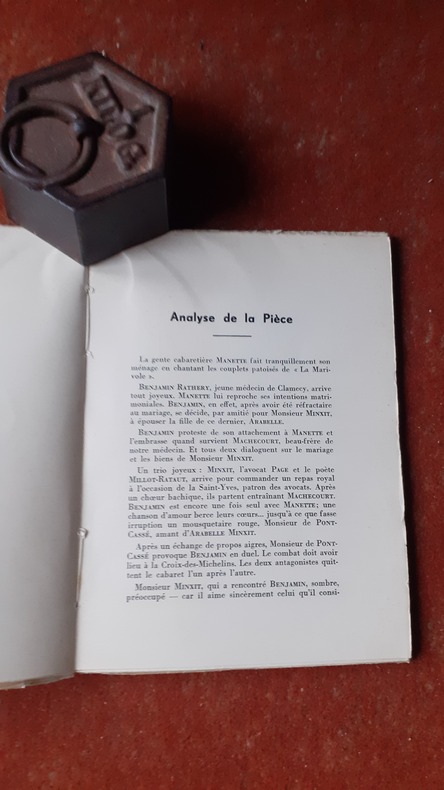 1 KILOG.
Analyse de la Pièce
La gente cabaretière MANETTE fait tranquillement son
ménage en chantant les couplets patoisés de « La Mari-
vole ».
BENJAMIN RATHERY, jeune médecin de Clamecy, arrive
tout joyeux. MANETTE lui reproche ses intentions matri-
moniales. BENJAMIN, en effet, après avoir été réfractaire
au mariage, se décide, par amitié pour Monsieur MINXIT,
à épouser la fille de ce dernier, ARABELLE.
BENJAMIN proteste de son attachement à MANETTE et
l'embrasse quand survient MACHECOURT, beau-frère de
notre médecin. Et tous deux dialoguent sur le mariage
et les biens de Monsieur MINXIT.
Un trio joyeux : MINXIT, l'avocat PAGE et le poète
MILLOT-RATAUT, arrive pour commander un repas royal
à l'occasion de la Saint-Yves, patron des avocats. Après
un chœur bachique, ils partent entraînant MACHECOURT.
BENJAMIN est encore une fois seul avec MANETTE ; une
chanson d'amour berce leurs cœurs... jusqu'à ce que fasse
irruption un mousquetaire rouge, Monsieur de PONT-
CASSÉ, amant d'ARABELLE MINXIT.
Après un échange de propos aigres, Monsieur de PONT-
CASSÉ provoque BENJAMIN en duel. Le combat doit avoir
lieu à la Croix-des-Michelins. Les deux antagonistes quit-
tent le cabaret l'un après l'autre.
Monsieur MINXIT, qui a rencontré BENJAMIN, sombre,
préoccupé — car il aime sincèrement celui qu'il consi-